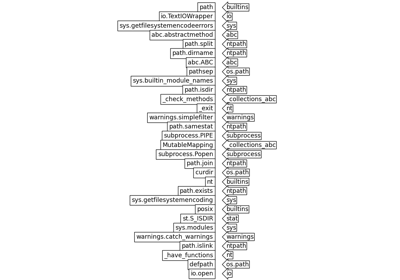 path builtins
io.TextIOWrapper io
sys.getfilesystemencodeerrors sys
abc.abstractmethod abc
path.split ntpath
path.dirname ntpath
abc.ABC abc
pathsep os.path
sys.builtin_module_names sys
path.isdir ntpath
_check_methods _collections_abc
_exit nt
warnings.simplefilter warnings
path.samestat ntpath
subprocess.PIPE subprocess
MutableMapping _collections_abc
subprocess.Popen subprocess
path.join ntpath
curdir os.path
nt builtins
path.exists ntpath
sys.getfilesystemencoding sys
posix builtins
st.S_ISDIR stat
sys.modules sys
warnings.catch_warnings warnings
path.islink ntpath
_have_functions nt
defpath os.path
io.open io